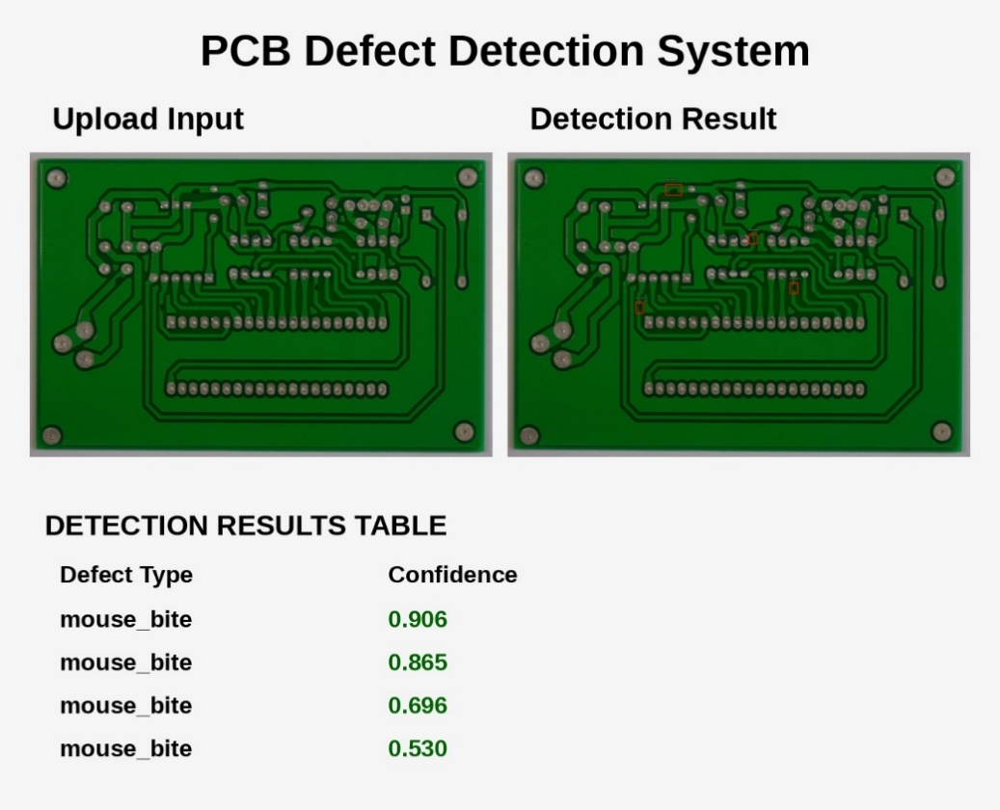 PCB Defect Detection System
Upload Input
Detection Result
DETECTION RESULTS TABLE
Defect Type Confidence
mouse_bite 0.906
mouse_bite 0.865
mouse_bite 0.696
mouse_bite 0.530